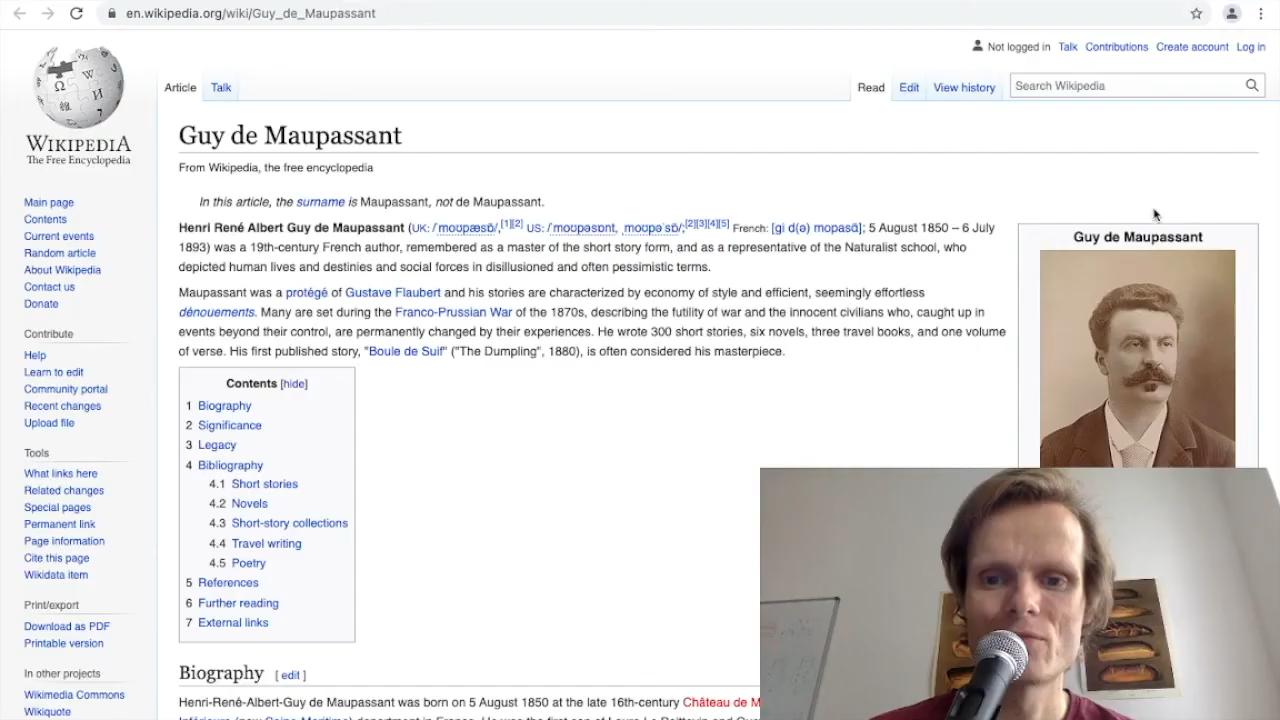 en.wikipedia.org/wiki/Guy_de_Maupassant
Not logged in Talk Contributions Create account Log in
Article Talk Read Edit View history Search Wikipedia
WIKIPEDIA
The Free Encyclopedia
Main page
Contents
Current events
Random article
About Wikipedia
Contact us
Donate
Contribute
Help
Learn to edit
Community portal
Recent changes
Upload file
Tools
What links here
Related changes
Special pages
Permanent link
Page information
Cite this page
Wikidata item
Print/export
Download as PDF
Printable version
In other projects
Wikimedia Commons
Wikiquote
Guy de Maupassant
From Wikipedia, the free encyclopedia
In this article, the surname is Maupassant, not de Maupassant.
Henri René Albert Guy de Maupassant (UK: /ˈmoʊpæsɒ̃/,[1][2] US: /ˈmoʊpəsɒnt, ˌmoʊpəˈsɒ̃/;[2][3][4][5] French: [ɡi d(ə) mopasɑ̃]; 5 August 1850 – 6 July
1893) was a 19th-century French author, remembered as a master of the short story form, and as a representative of the Naturalist school, who
depicted human lives and destinies and social forces in disillusioned and often pessimistic terms.
Maupassant was a protégé of Gustave Flaubert and his stories are characterized by economy of style and efficient, seemingly effortless
dénouements. Many are set during the Franco-Prussian War of the 1870s, describing the futility of war and the innocent civilians who, caught up in
events beyond their control, are permanently changed by their experiences. He wrote 300 short stories, six novels, three travel books, and one volume
of verse. His first published story, "Boule de Suif" ("The Dumpling", 1880), is often considered his masterpiece.
Contents [hide]
1 Biography
2 Significance
3 Legacy
4 Bibliography
4.1 Short stories
4.2 Novels
4.3 Short-story collections
4.4 Travel writing
4.5 Poetry
5 References
6 Further reading
7 External links
Guy de Maupassant
Biography [ edit ]
Henri-René-Albert-Guy de Maupassant was born on 5 August 1850 at the late 16th-century Château de M